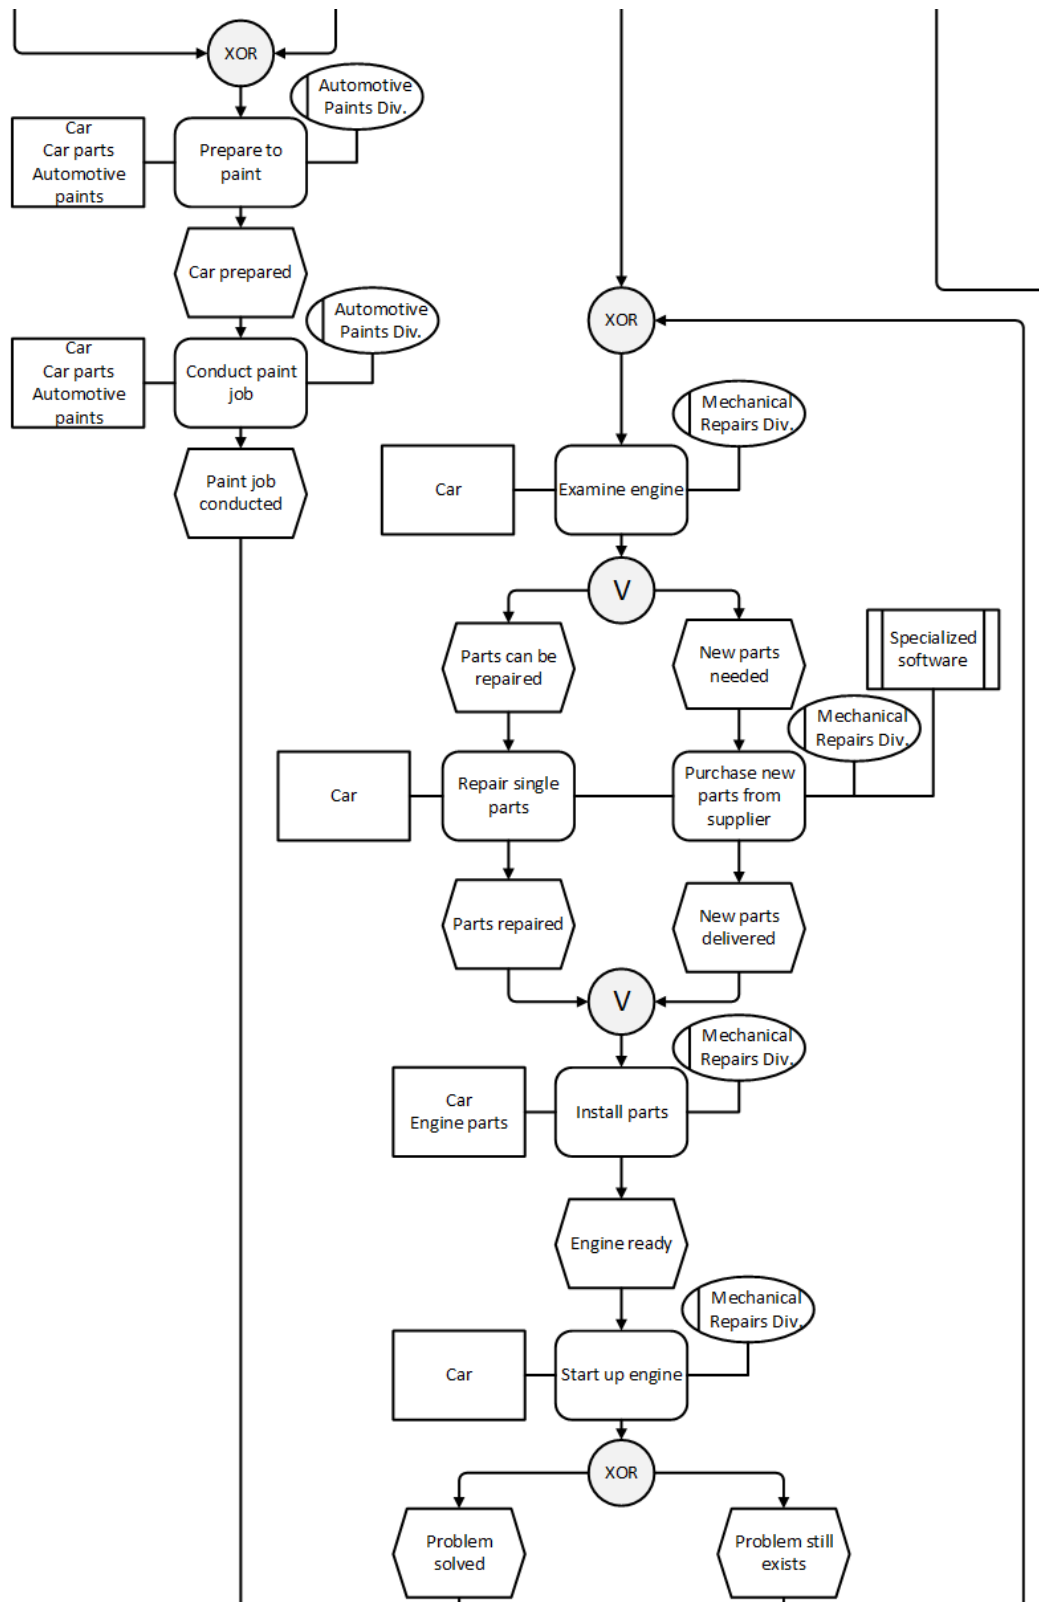 XOR
Automotive
Paints Div.
Car
Car parts
Automotive
paints
Prepare to
paint
Car prepared
Automotive
Paints Div.
Car
Car parts
Automotive
paints
Conduct paint
job
Paint job
conducted
XOR
Mechanical
Repairs Div.
Car
Examine engine
V
Parts can be
repaired
New parts
needed
Specialized
software
Mechanical
Repairs Div.
Car
Repair single
parts
Purchase new
parts from
supplier
Parts repaired
New parts
delivered
V
Mechanical
Repairs Div.
Car
Engine parts
Install parts
Engine ready
Mechanical
Repairs Div.
Car
Start up engine
XOR
Problem
solved
Problem still
exists